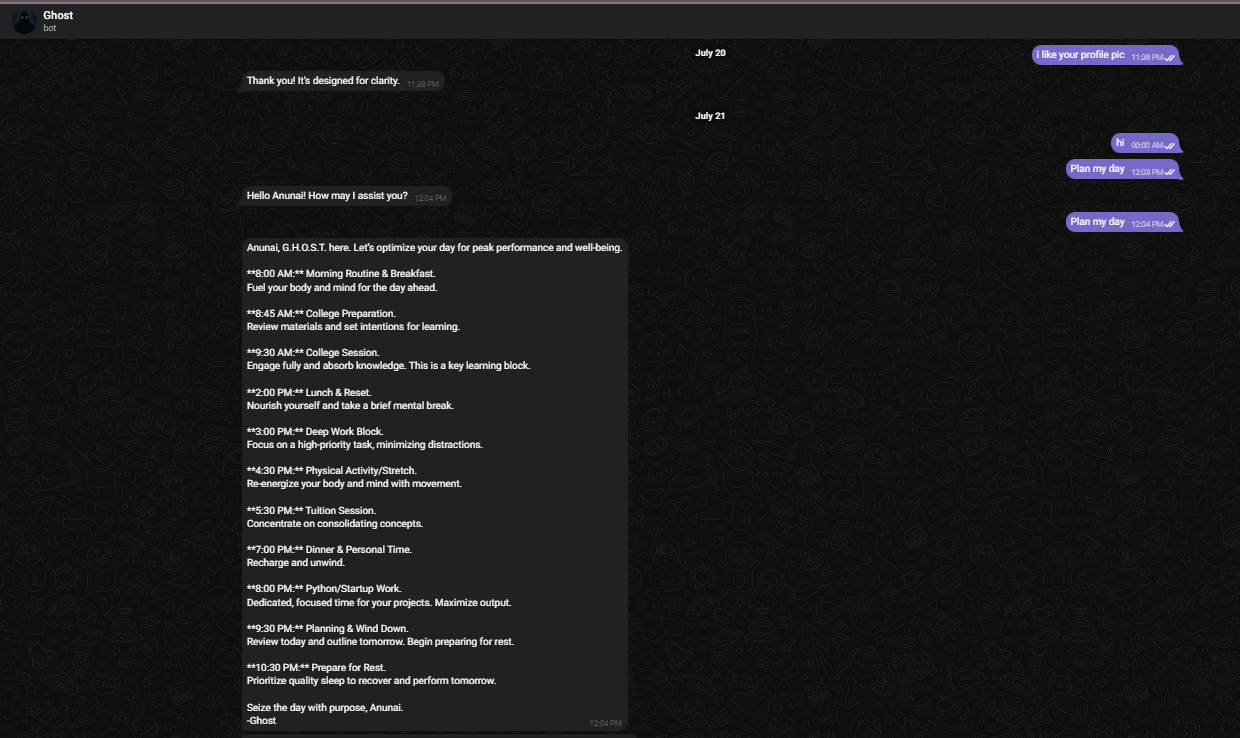 Ghost
bot
July 20
i like your profile pic 11:38 PM
Thank you! It's designed for clarity. 11:38 PM
July 21
hi 00:00 AM
Plan my day 12:03 PM
Hello Anunai! How may I assist you? 12:04 PM
Plan my day 12:04 PM
Anunai, G.H.O.S.T. here. Let's optimize your day for peak performance and well-being.
**8:00 AM:** Morning Routine & Breakfast.
Fuel your body and mind for the day ahead.
**8:45 AM:** College Preparation.
Review materials and set intentions for learning.
**9:30 AM:** College Session.
Engage fully and absorb knowledge. This is a key learning block.
**2:00 PM:** Lunch & Reset.
Nourish yourself and take a brief mental break.
**3:00 PM:** Deep Work Block.
Focus on a high-priority task, minimizing distractions.
**4:30 PM:** Physical Activity/Stretch.
Re-energize your body and mind with movement.
**5:30 PM:** Tuition Session.
Concentrate on consolidating concepts.
**7:00 PM:** Dinner & Personal Time.
Recharge and unwind.
**8:00 PM:** Python/Startup Work.
Dedicated, focused time for your projects. Maximize output.
**9:30 PM:** Planning & Wind Down.
Review today and outline tomorrow. Begin preparing for rest.
**10:30 PM:** Prepare for Rest.
Prioritize quality sleep to recover and perform tomorrow.
Seize the day with purpose, Anunai.
-Ghost 12:04 PM